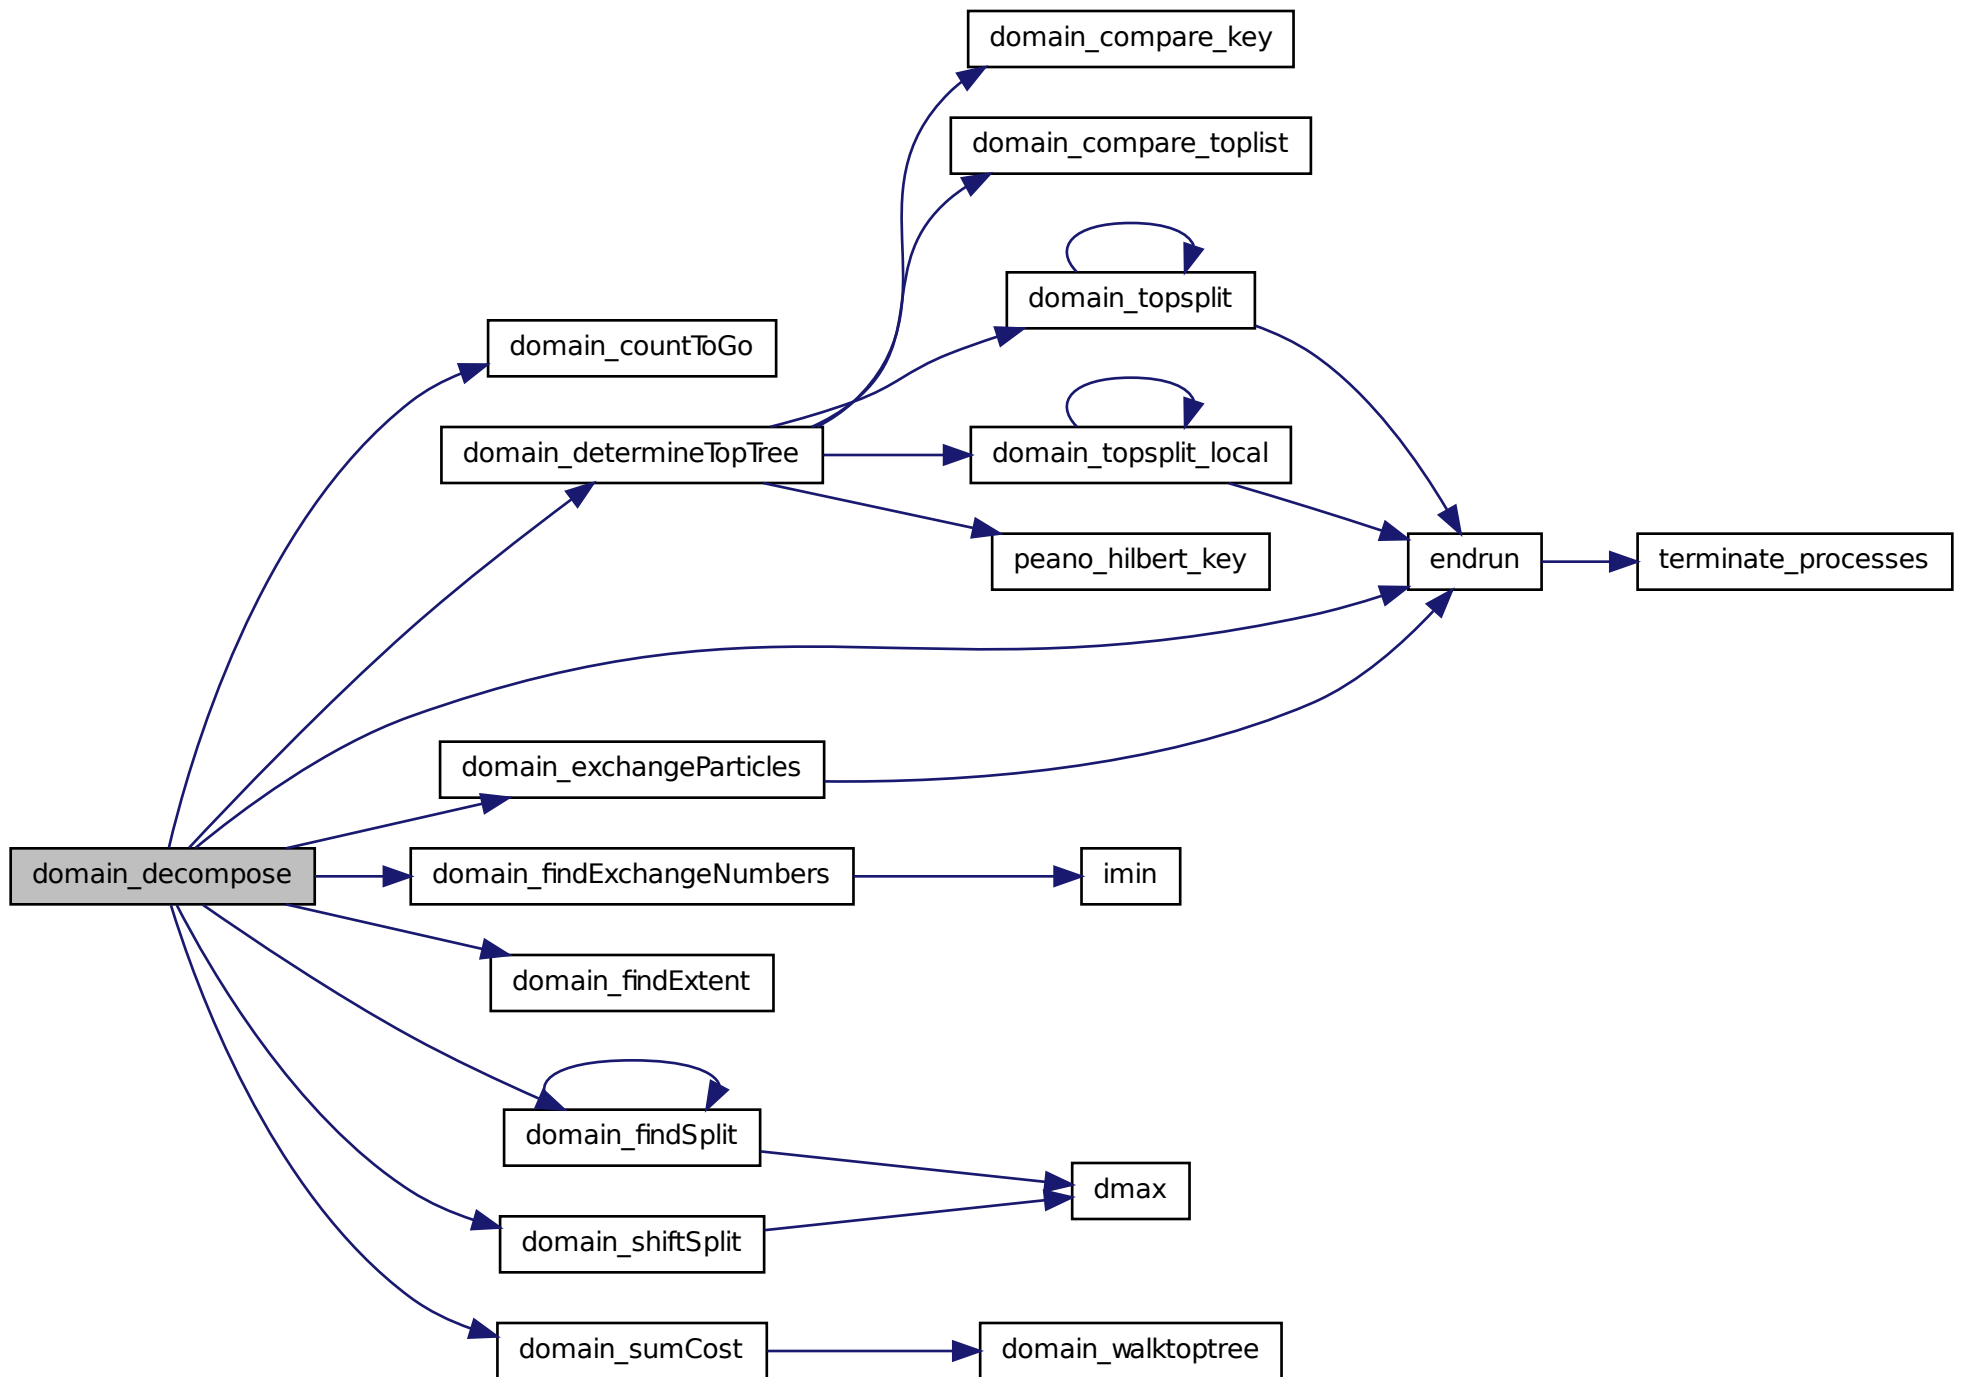 domain_compare_key
domain_compare_toplist
domain_topsplit
domain_countToGo
domain_determineTopTree
domain_topsplit_local
peano_hilbert_key
endrun
terminate_processes
domain_exchangeParticles
domain_decompose
domain_findExchangeNumbers
imin
domain_findExtent
domain_findSplit
dmax
domain_shiftSplit
domain_sumCost
domain_walktoptree